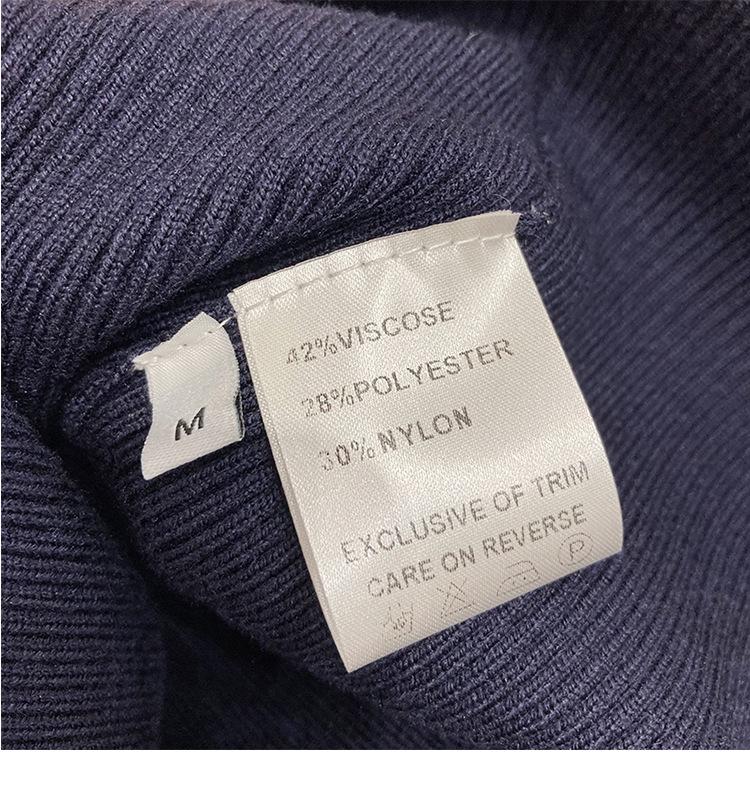 M
42%VISCOSE
28%POLYESTER
30%NYLON
EXCLUSIVE OF TRIM
CARE ON REVERSE
P